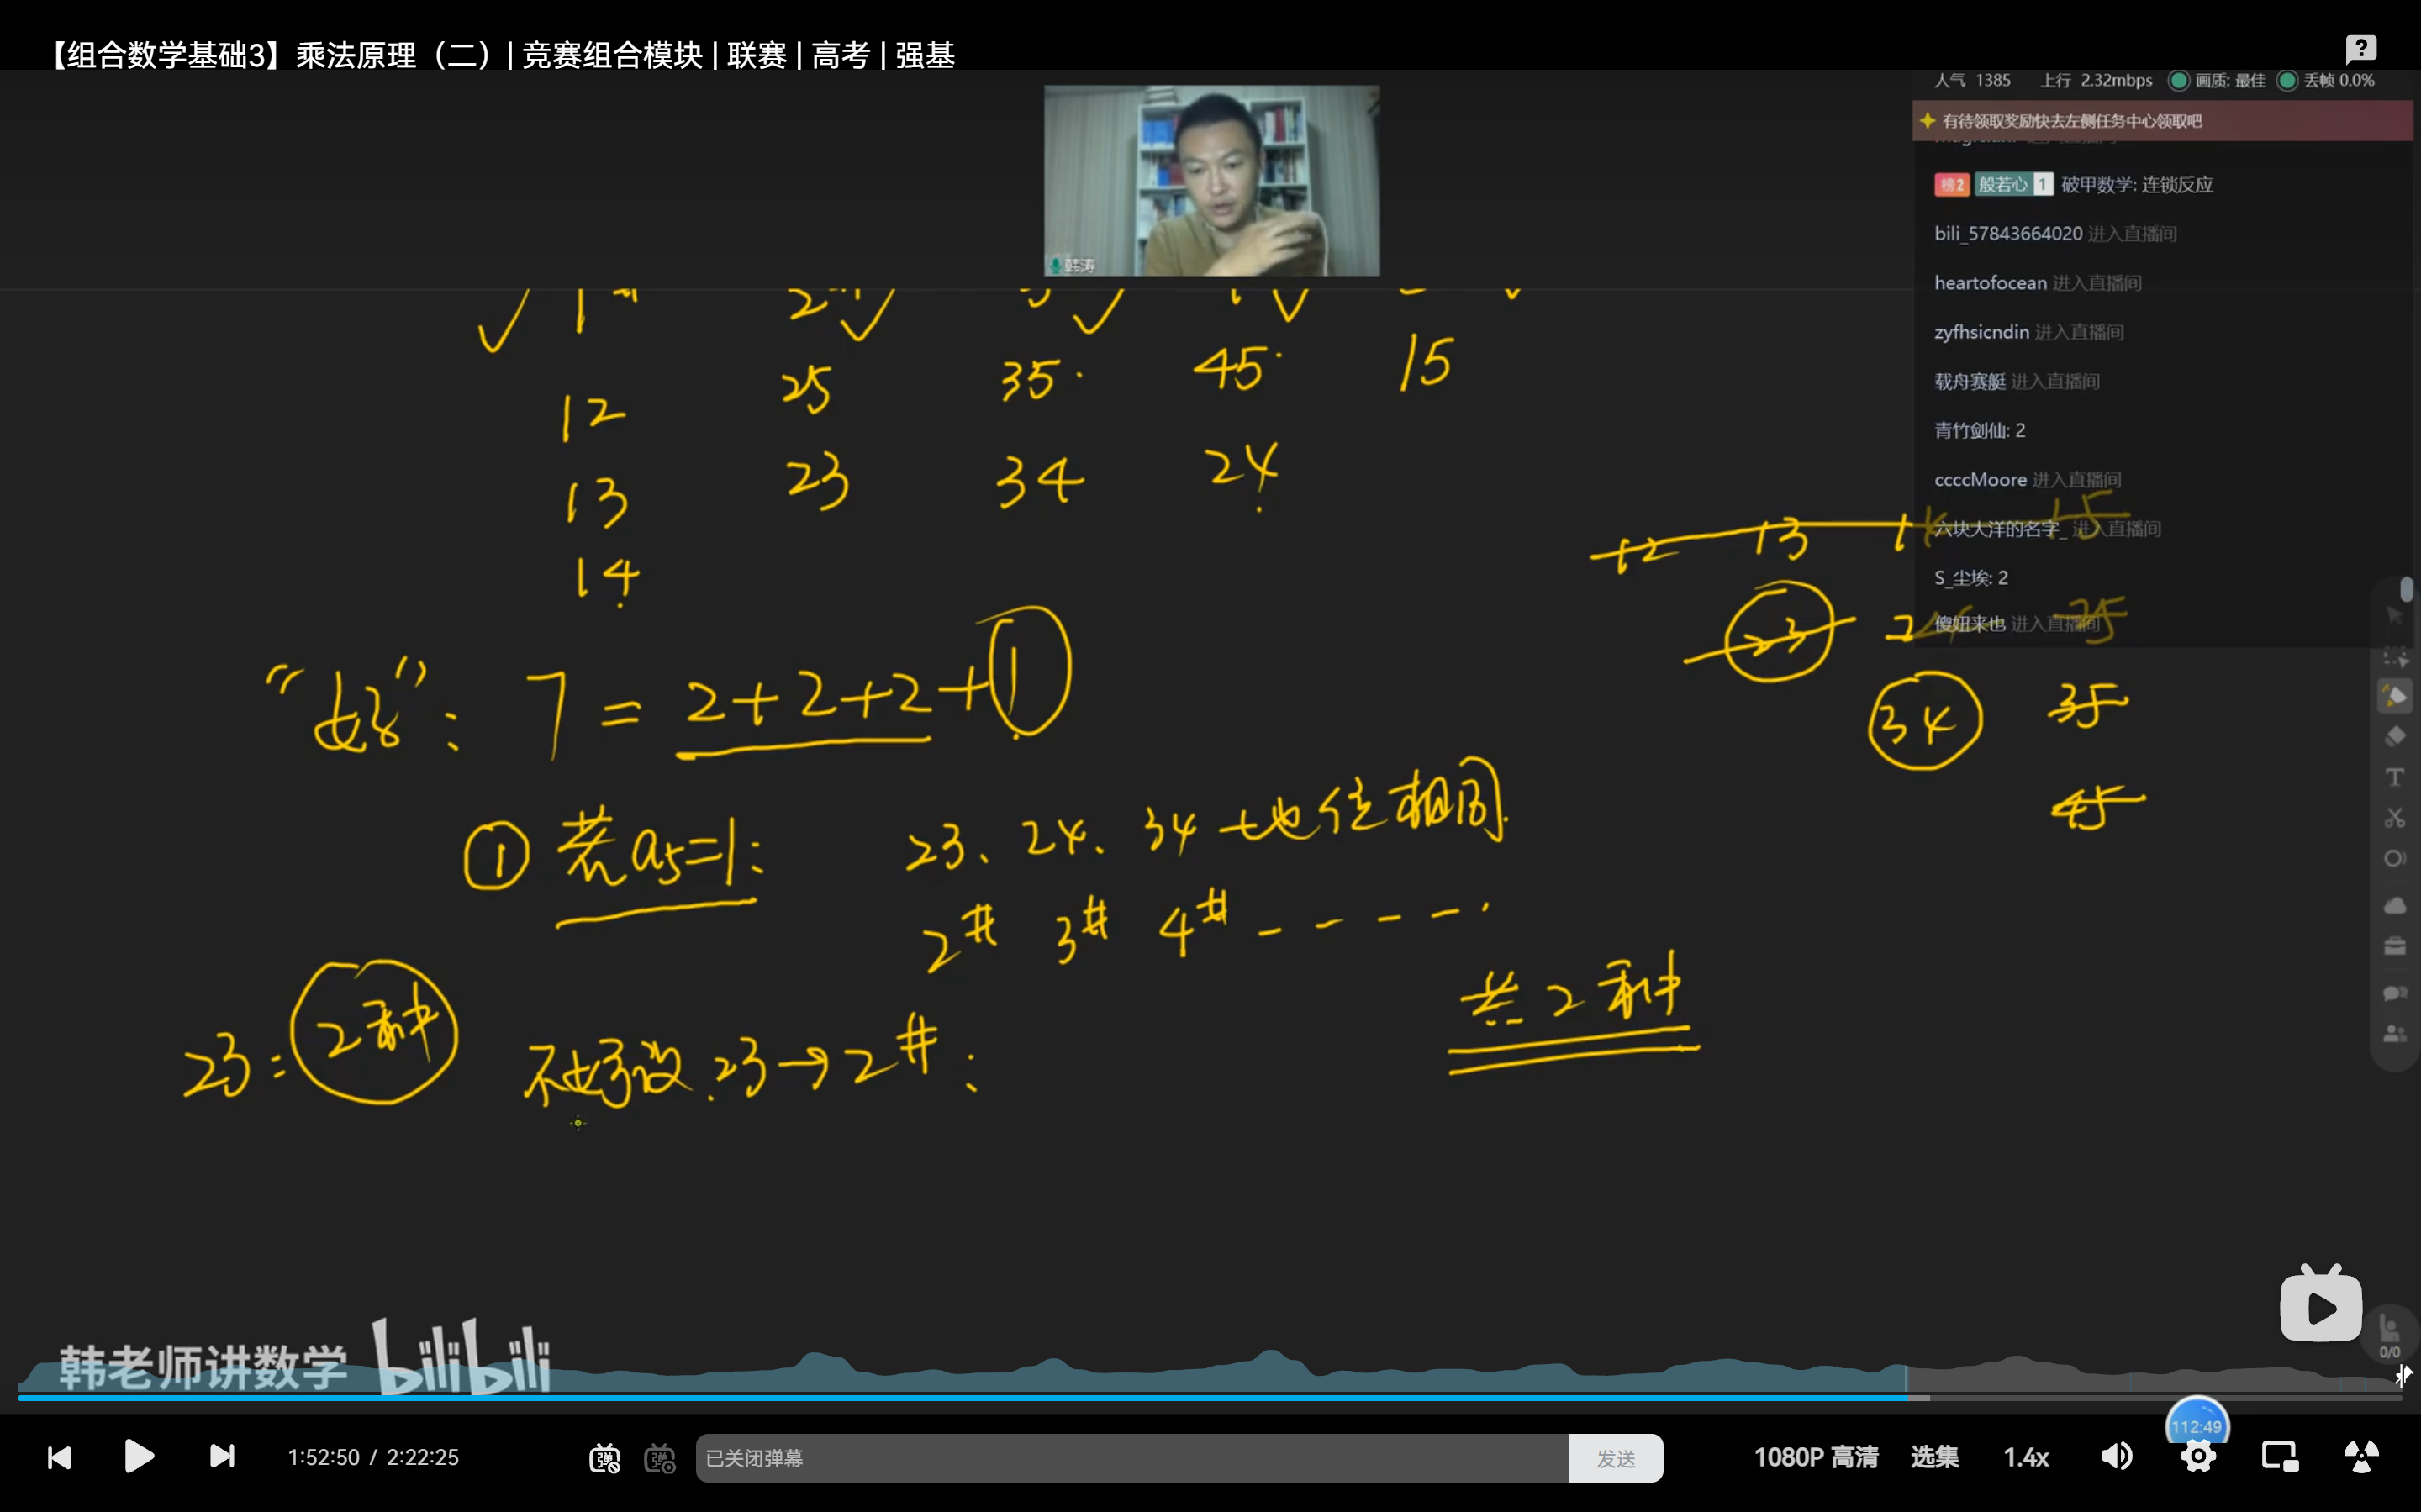 【组合数学基础3】乘法原理（二）| 竞赛组合模块 | 联赛 | 高考 | 强基
人气 1385 上行 2.32mbps 画质: 最佳 丢帧 0.0%
有待领取奖励快去左侧任务中心领取吧
榜2 般若心 1 破甲数学: 连锁反应
bili_57843664020 进入直播间
heartofocean 进入直播间
zyfhsicndin 进入直播间
载舟赛艇 进入直播间
青竹剑仙: 2
ccccMoore 进入直播间
六块大洋的名字_ 进入直播间
S_尘埃: 2
傻妞来也 进入直播间
韩涛
12 25 35 45 15
13 23 34 24
14
12 13 15
23 25
34 35
45
“好”: 7 = 2+2+2+1
① 若a5=1: 23、24、34地位相同.
2# 3# 4# - - - -
共2种
23: 2种 不妨设.23→2#:
韩老师讲数学 bilibili
0/0
112:49
1:52:50 / 2:22:25 弹 弹 已关闭弹幕 发送 1080P 高清 选集 1.4x